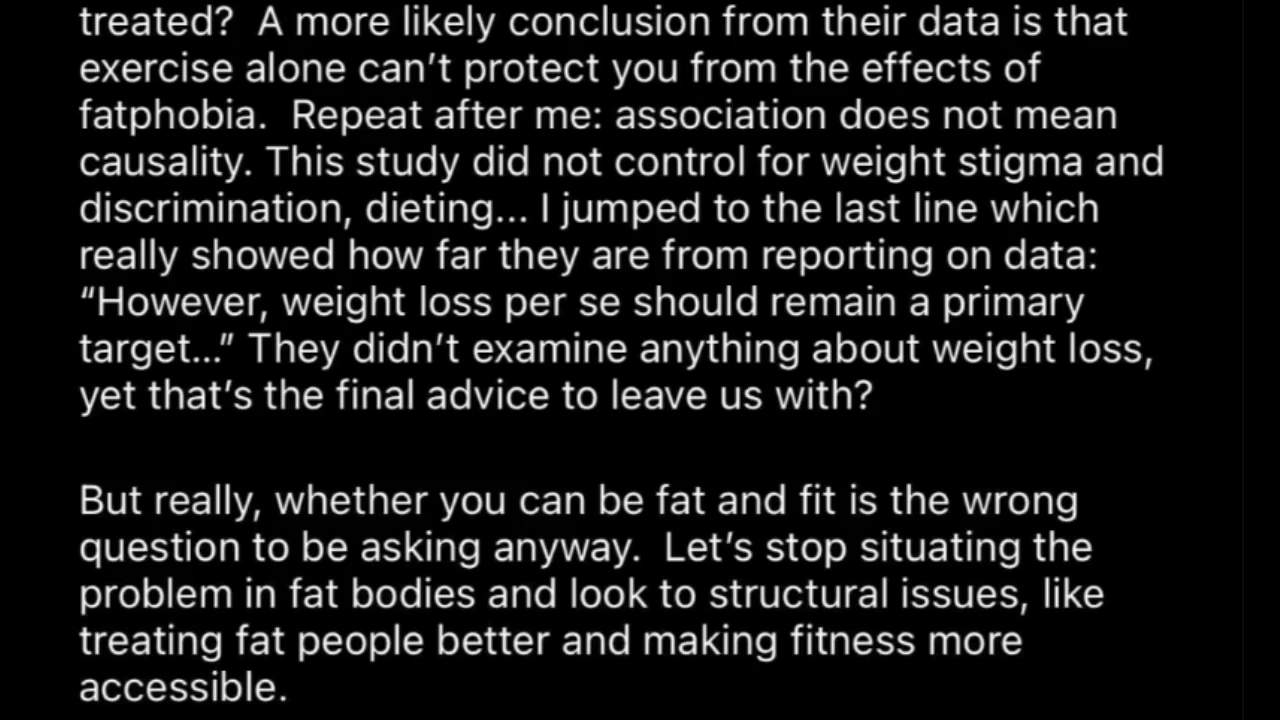 treated?  A more likely conclusion from their data is that
exercise alone can’t protect you from the effects of
fatphobia.  Repeat after me: association does not mean
causality. This study did not control for weight stigma and
discrimination, dieting... I jumped to the last line which
really showed how far they are from reporting on data:
“However, weight loss per se should remain a primary
target...” They didn’t examine anything about weight loss,
yet that’s the final advice to leave us with?
But really, whether you can be fat and fit is the wrong
question to be asking anyway.  Let’s stop situating the
problem in fat bodies and look to structural issues, like
treating fat people better and making fitness more
accessible.